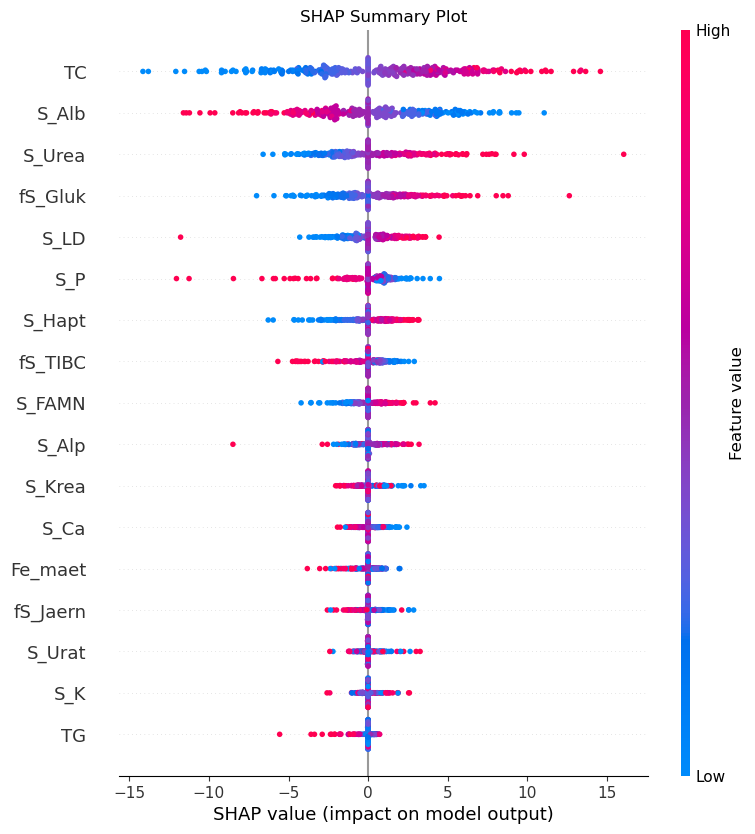 SHAP Summary Plot
High
TC
S_Alb
S_Urea
fS_Gluk
S_LD
S_P
S_Hapt
fS_TIBC
S_FAMN
S_Alp
S_Krea
S_Ca
Fe_maet
fS_Jaern
S_Urat
S_K
TG
Feature value
Low
−15 −10 −5 0 5 10 15
SHAP value (impact on model output)